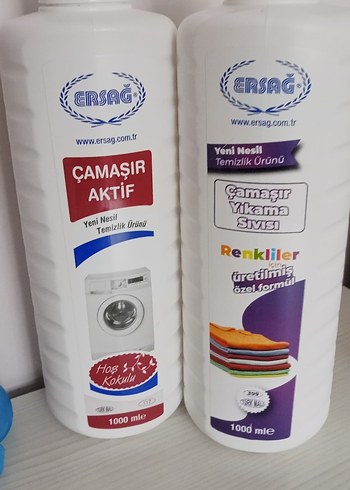 ERSAĞ
www.ersag.com.tr
ÇAMAŞIR
AKTİF
Yeni Nesil
Temizlik Ürünü
Hoş
Kokulu
1000 ml℮
ERSAĞ
www.ersag.com.tr
Yeni Nesil
Temizlik Ürünü
Çamaşır
Yıkama
Sıvısı
Renkliler
için
üretilmiş
özel formül
1000 ml℮